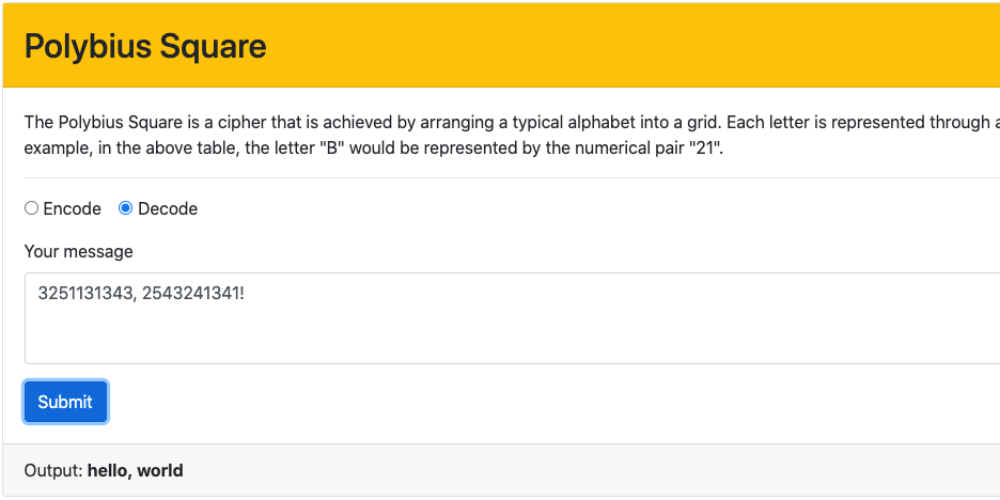 Polybius Square
The Polybius Square is a cipher that is achieved by arranging a typical alphabet into a grid. Each letter is represented through a
example, in the above table, the letter "B" would be represented by the numerical pair "21".
Encode Decode
Your message
3251131343, 2543241341!
Submit
Output: hello, world